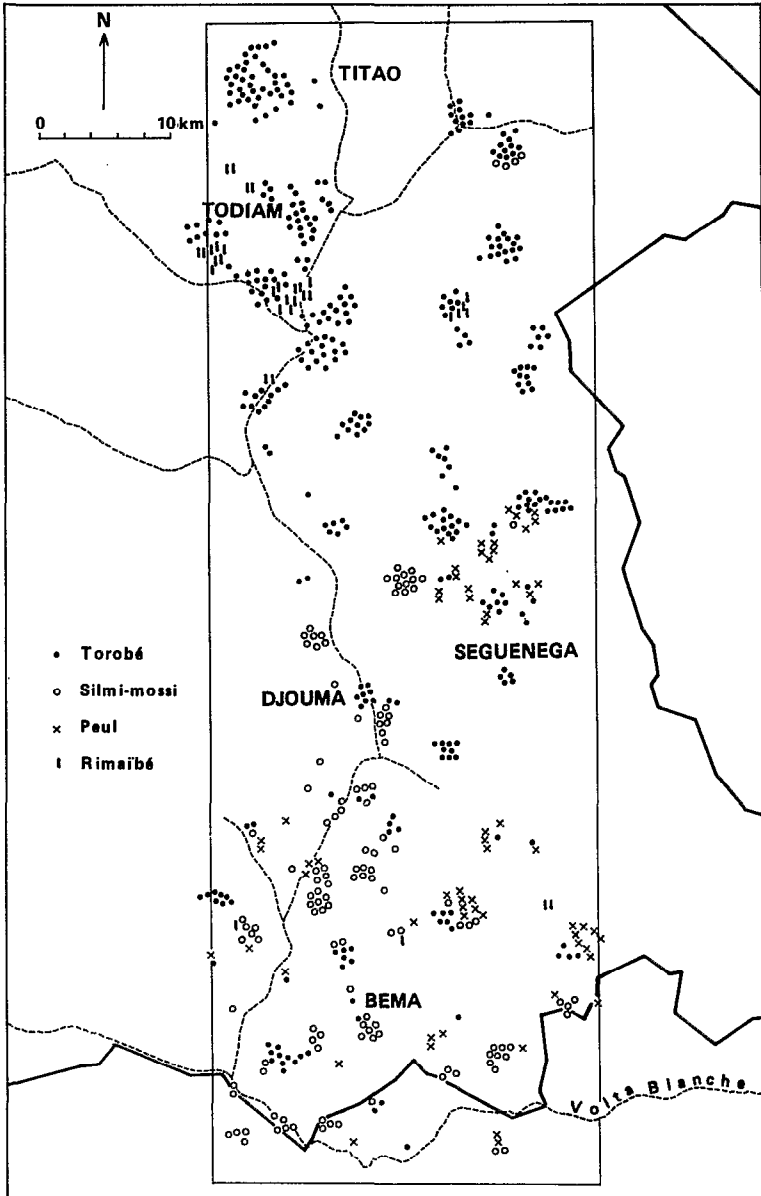 N
0 10 km
TITAO
TODIAM
SEGUENEGA
DJOUMA
• Torobé
o Silmi-mossi
x Peul
ı Rimaïbé
BEMA
Volta Blanche